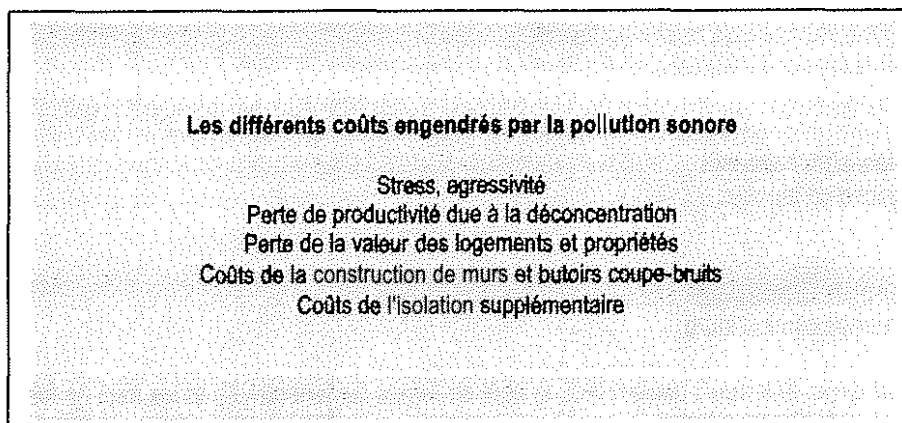 Les différents coûts engendrés par la pollution sonore
Stress, agressivité
Perte de productivité due à la déconcentration
Perte de la valeur des logements et propriétés
Coûts de la construction de murs et butoirs coupe-bruits
Coûts de l'isolation supplémentaire